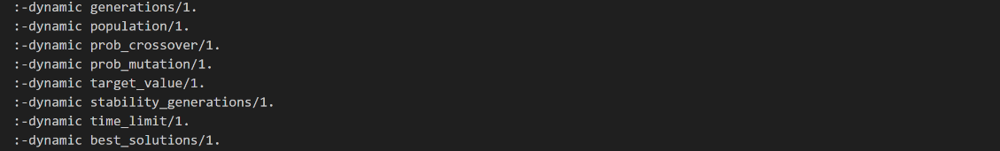 :-dynamic generations/1.
:-dynamic population/1.
:-dynamic prob_crossover/1.
:-dynamic prob_mutation/1.
:-dynamic target_value/1.
:-dynamic stability_generations/1.
:-dynamic time_limit/1.
:-dynamic best_solutions/1.